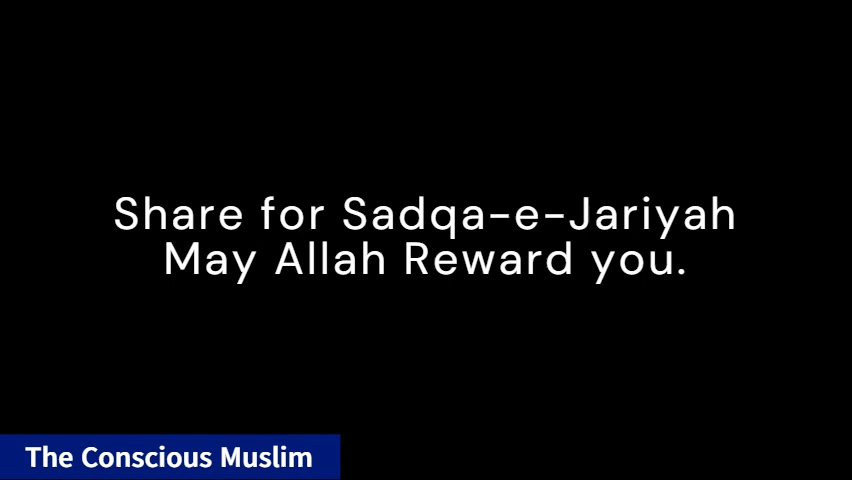 Share for Sadqa-e-Jariyah
May Allah Reward you.
The Conscious Muslim